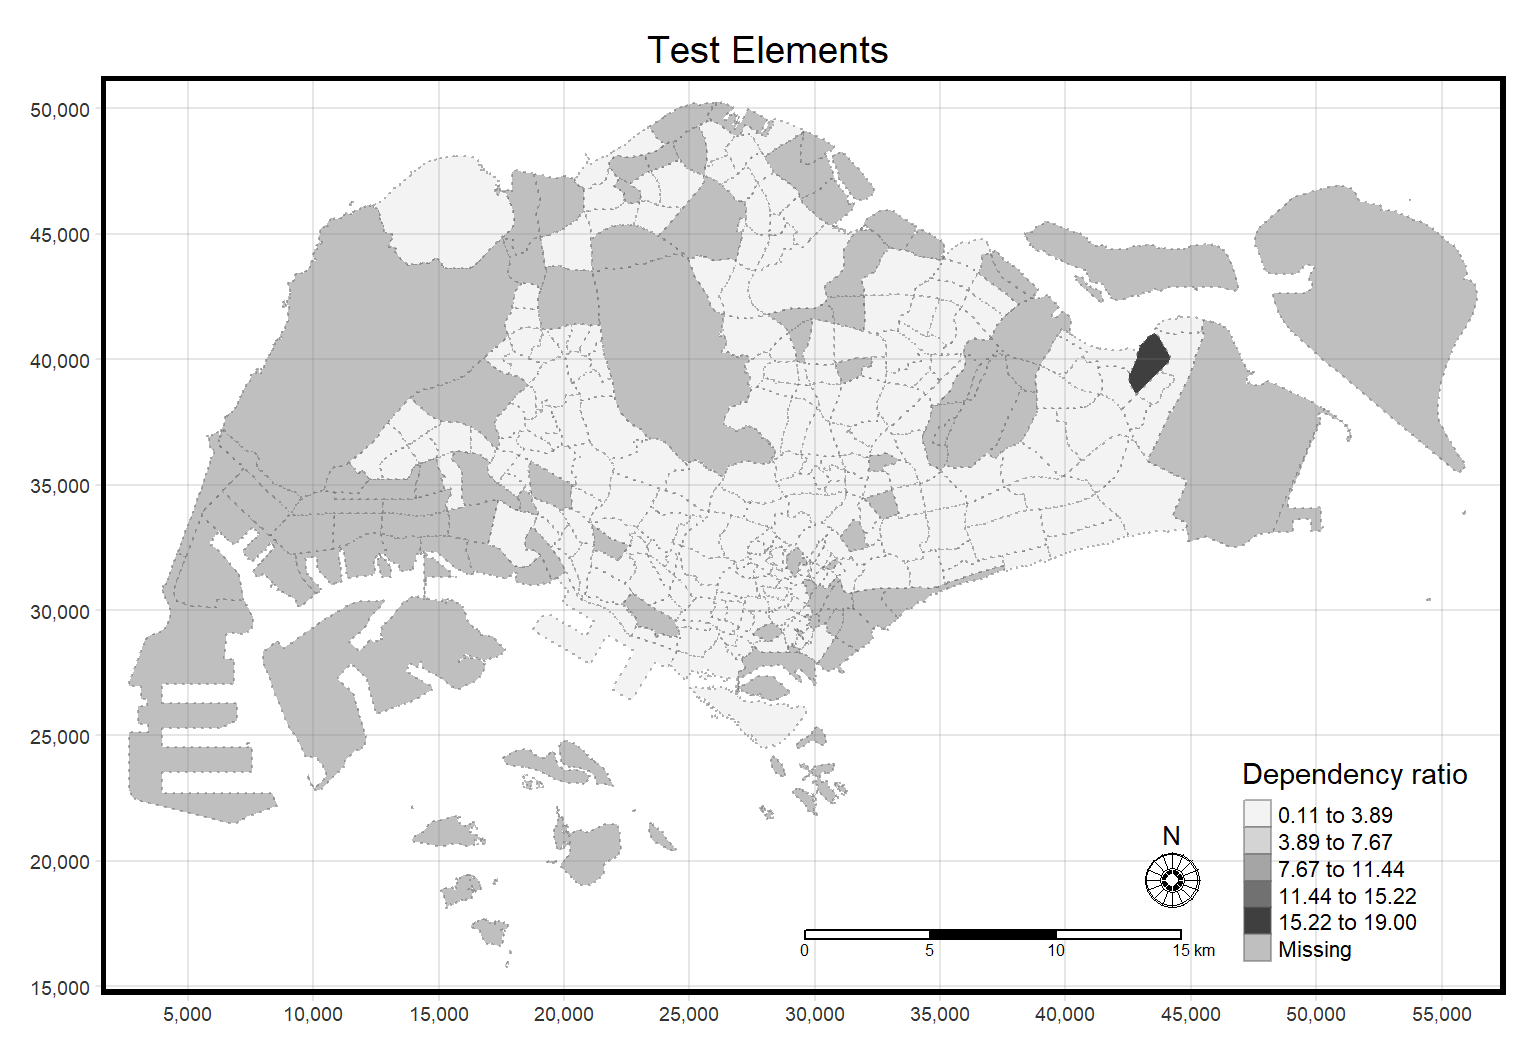 Test Elements
50,000
45,000
40,000
35,000
30,000
25,000
20,000
15,000
Dependency ratio
0.11 to 3.89
3.89 to 7.67
7.67 to 11.44
11.44 to 15.22
15.22 to 19.00
Missing
N
0 5 10 15 km
5,000 10,000 15,000 20,000 25,000 30,000 35,000 40,000 45,000 50,000 55,000